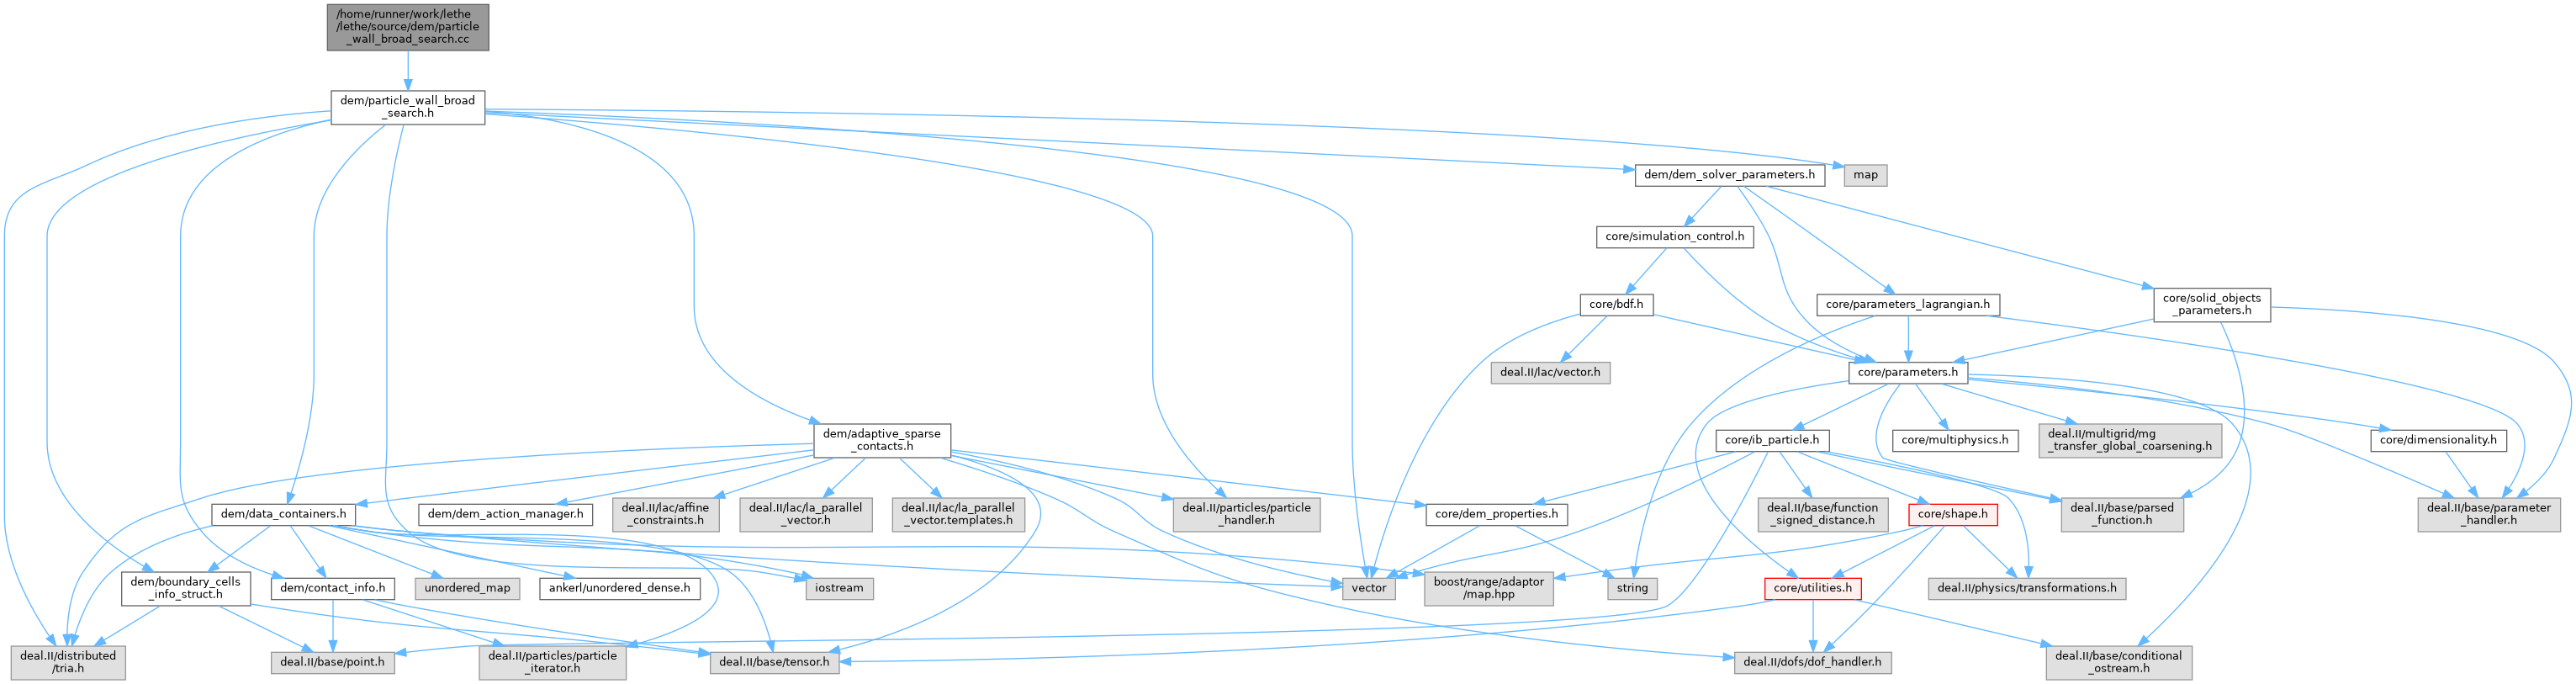 /home/runner/work/lethe
/lethe/source/dem/particle
_wall_broad_search.cc
dem/particle_wall_broad
_search.h
dem/dem_solver_parameters.h
map
core/simulation_control.h
core/bdf.h
core/parameters_lagrangian.h
core/solid_objects
_parameters.h
deal.II/lac/vector.h
core/parameters.h
dem/adaptive_sparse
_contacts.h
core/ib_particle.h
core/multiphysics.h
deal.II/multigrid/mg
_transfer_global_coarsening.h
core/dimensionality.h
dem/data_containers.h
dem/dem_action_manager.h
deal.II/lac/affine
_constraints.h
deal.II/lac/la_parallel
_vector.h
deal.II/lac/la_parallel
_vector.templates.h
deal.II/particles/particle
_handler.h
core/dem_properties.h
deal.II/base/function
_signed_distance.h
core/shape.h
deal.II/base/parsed
_function.h
deal.II/base/parameter
_handler.h
dem/boundary_cells
_info_struct.h
dem/contact_info.h
unordered_map
ankerl/unordered_dense.h
iostream
vector
boost/range/adaptor
/map.hpp
string
core/utilities.h
deal.II/physics/transformations.h
deal.II/distributed
/tria.h
deal.II/base/point.h
deal.II/particles/particle
_iterator.h
deal.II/base/tensor.h
deal.II/dofs/dof_handler.h
deal.II/base/conditional
_ostream.h